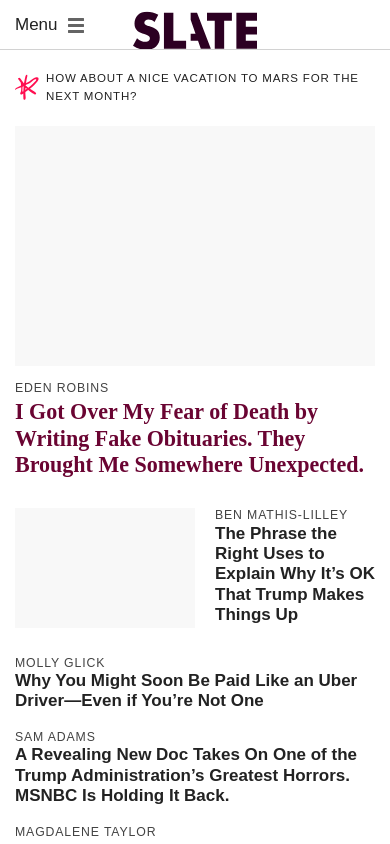 Menu
SLATE
HOW ABOUT A NICE VACATION TO MARS FOR THE
NEXT MONTH?
EDEN ROBINS
I Got Over My Fear of Death by
Writing Fake Obituaries. They
Brought Me Somewhere Unexpected.
BEN MATHIS-LILLEY
The Phrase the
Right Uses to
Explain Why It’s OK
That Trump Makes
Things Up
MOLLY GLICK
Why You Might Soon Be Paid Like an Uber
Driver—Even if You’re Not One
SAM ADAMS
A Revealing New Doc Takes On One of the
Trump Administration’s Greatest Horrors.
MSNBC Is Holding It Back.
MAGDALENE TAYLOR